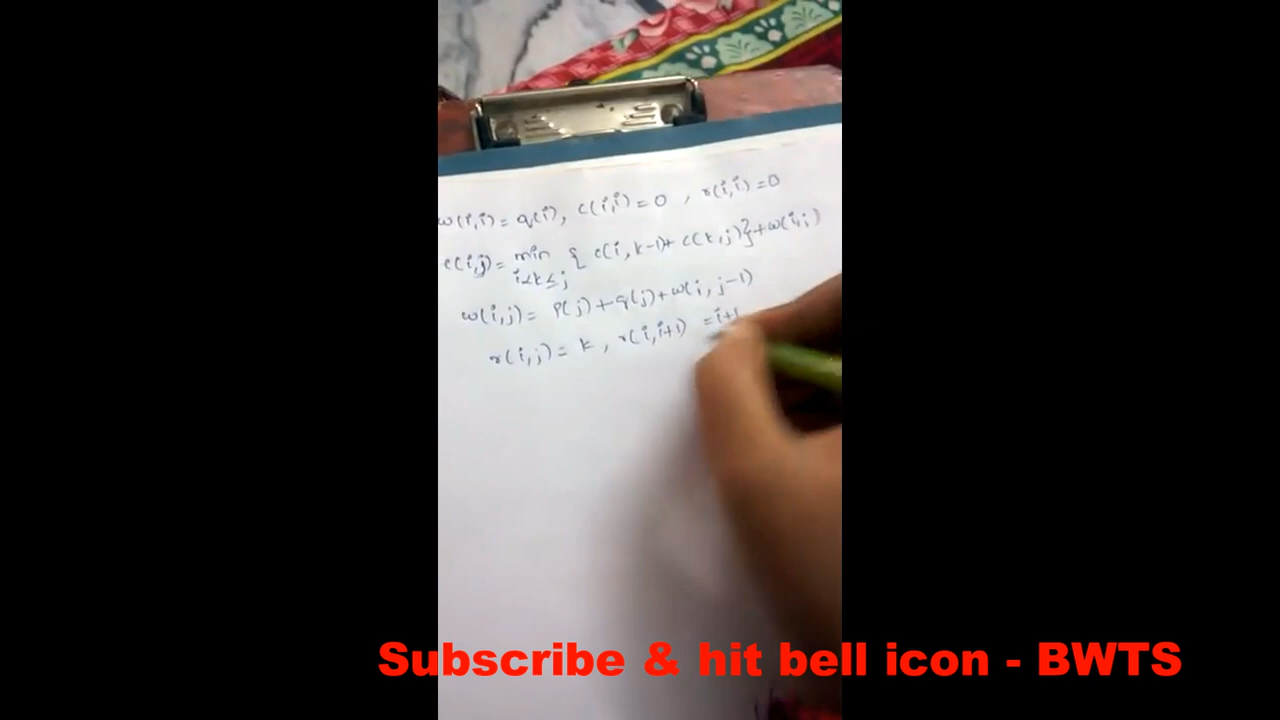 w(i,i) = q(i), c(i,i) = 0 , r(i,i) = 0
c(i,j) = min { c(i,k-1)+ c(k,j)}+w(i,j)
i<k≤j
w(i,j) = p(j)+q(j)+w(i,j-1)
r(i,j) = k, r(i,i+1) = i+1
Subscribe & hit bell icon - BWTS